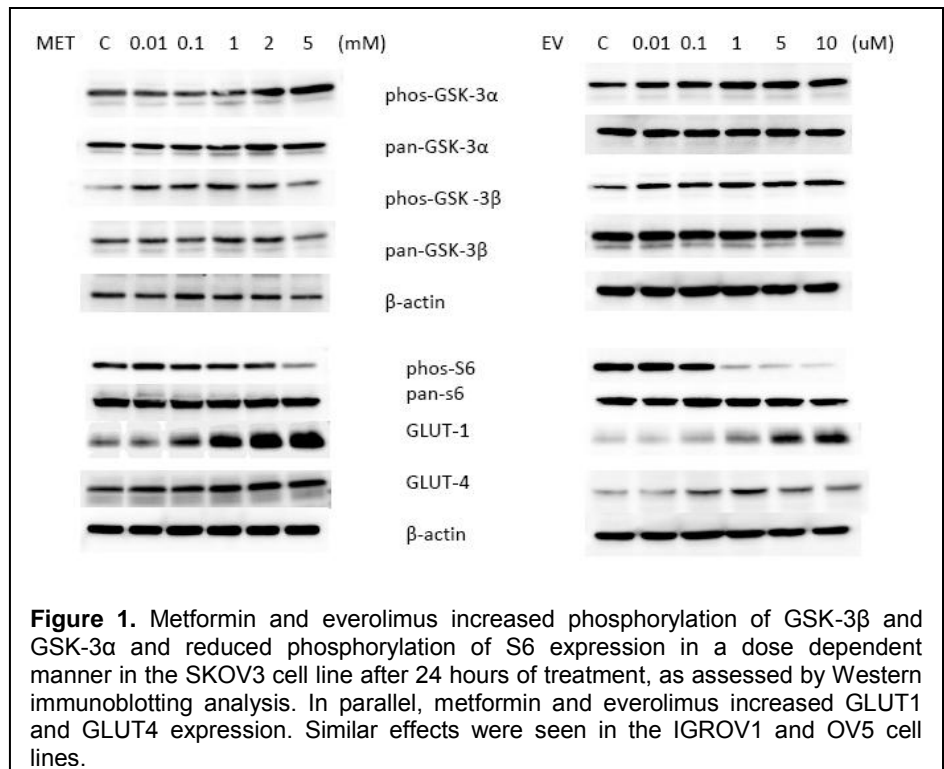 MET C 0.01 0.1 1 2 5 (mM) EV C 0.01 0.1 1 5 10 (uM)
phos-GSK-3α
pan-GSK-3α
phos-GSK -3β
pan-GSK-3β
β-actin
phos-S6
pan-s6
GLUT-1
GLUT-4
β-actin
Figure 1. Metformin and everolimus increased phosphorylation of GSK-3β and
GSK-3α and reduced phosphorylation of S6 expression in a dose dependent
manner in the SKOV3 cell line after 24 hours of treatment, as assessed by Western
immunoblotting analysis. In parallel, metformin and everolimus increased GLUT1
and GLUT4 expression. Similar effects were seen in the IGROV1 and OV5 cell
lines.